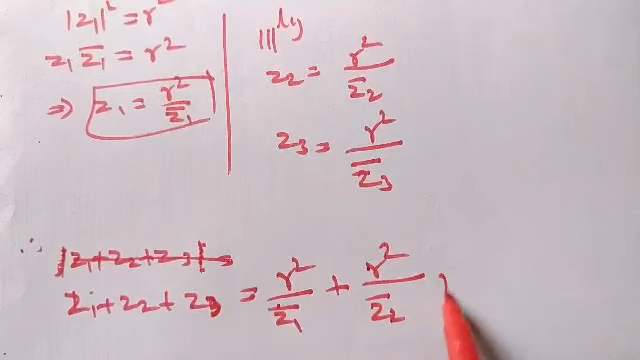 |z₁|² = r²
z₁ z̅₁ = r²
⇒ z₁ = r²/z̅₁
|||ly
z₂ = r²/z̅₂
z₃ = r²/z̅₃
∴ |z₁+z₂+z₃| =
z₁+z₂+z₃ = r²/z̅₁ + r²/z̅₂